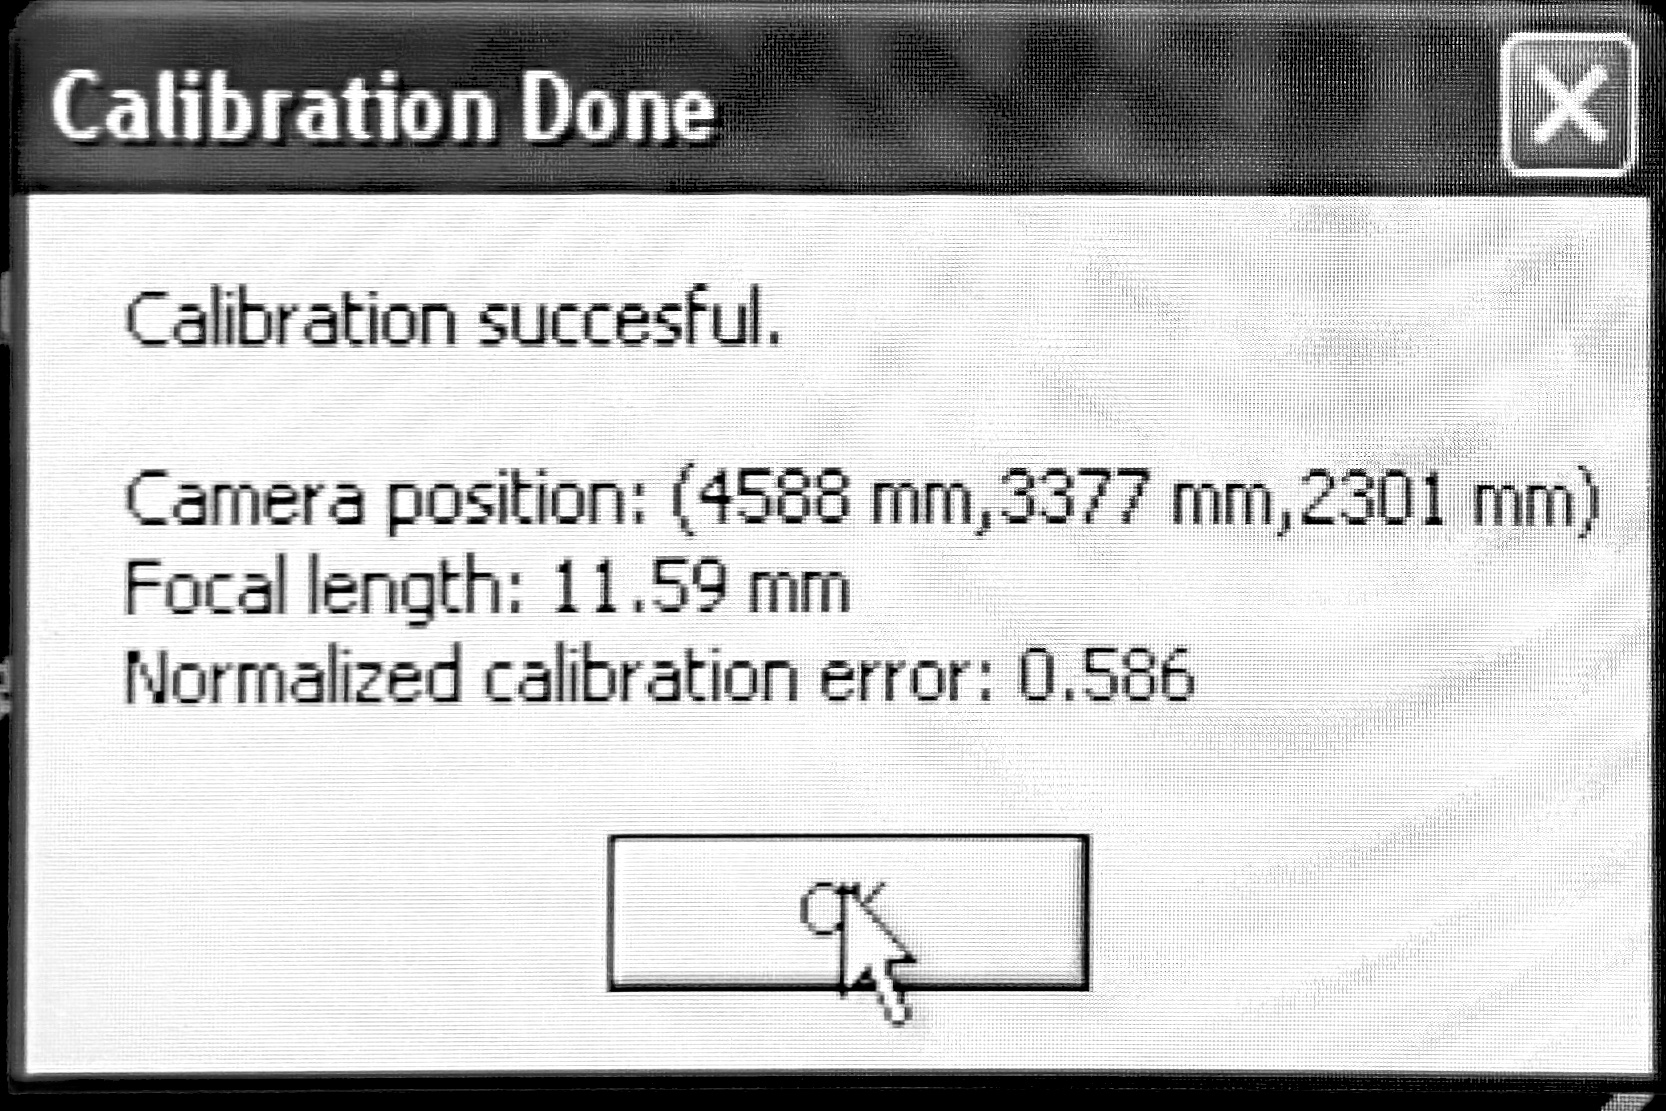 Calibration Done
Calibration succesful.
Camera position: (4588 mm,3377 mm,2301 mm)
Focal length: 11.59 mm
Normalized calibration error: 0.586
OK